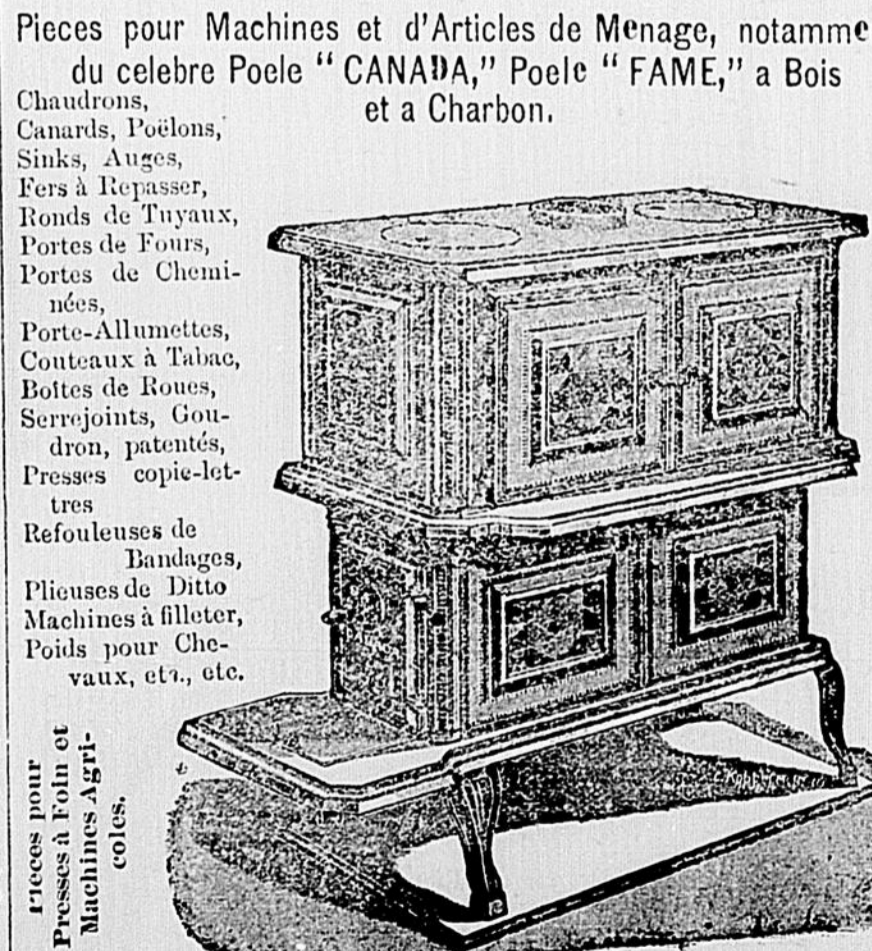 Pieces pour Machines et d'Articles de Menage, notamme
du celebre Poele “ CANADA,” Poele “ FAME,” a Bois
et a Charbon.
Chaudrons,
Canards, Poëlons,
Sinks, Auges,
Fers à Repasser,
Ronds de Tuyaux,
Portes de Fours,
Portes de Chemi-
nées,
Porte-Allumettes,
Couteaux à Tabac,
Boîtes de Roues,
Serrejoints, Gou-
dron, patentés,
Presses copie-let-
tres
Refouleuses de
Bandages,
Plieuses de Ditto
Machines à fileter,
Poids pour Che-
vaux, etc., etc.
Pieces pour
Presses à Foin et
Machines Agri-
coles.